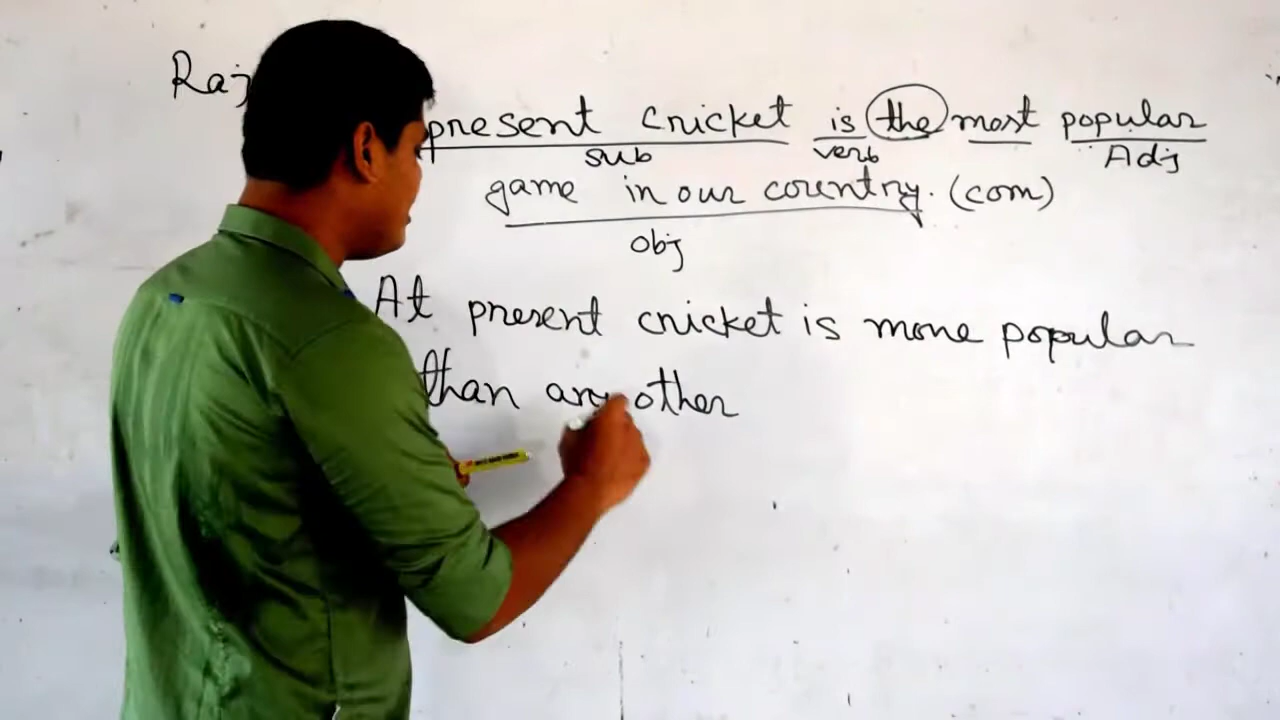 Raj
present cricket is the most popular
sub verb Adj
game in our country. (com)
obj
At present cricket is more popular
than any other